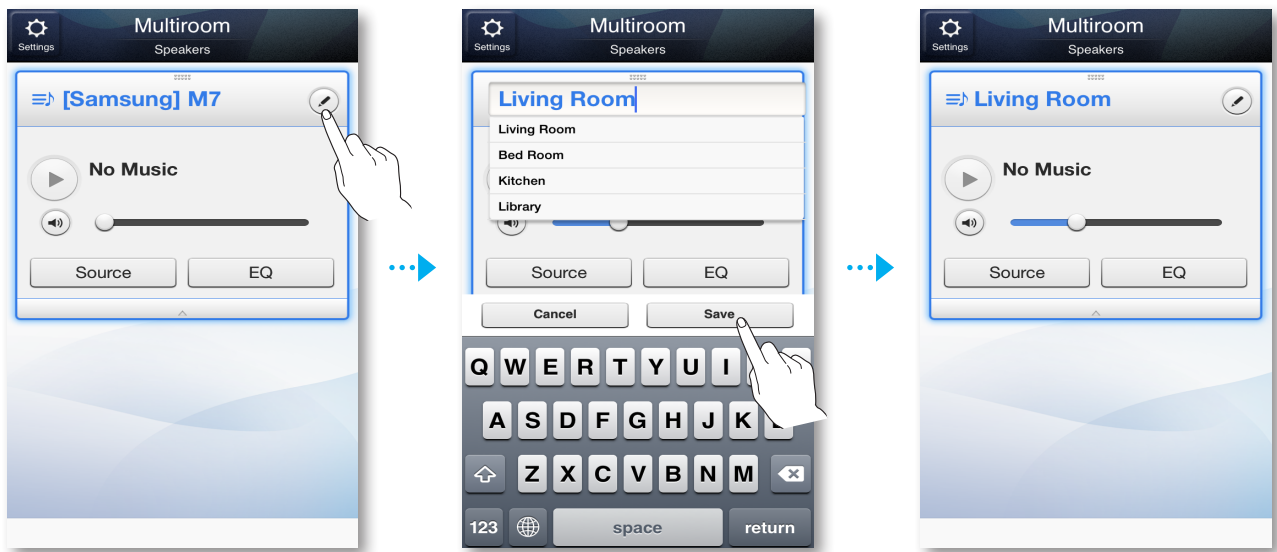 Multiroom
Settings
Speakers
[Samsung] M7
No Music
Source EQ
Multiroom
Settings
Speakers
Living Room
Living Room
Bed Room
Kitchen
Library
Source EQ
Cancel Save
Q W E R T Y U I
A S D F G H J K L
Z X C V B N M
123 space return
Multiroom
Settings
Speakers
Living Room
No Music
Source EQ